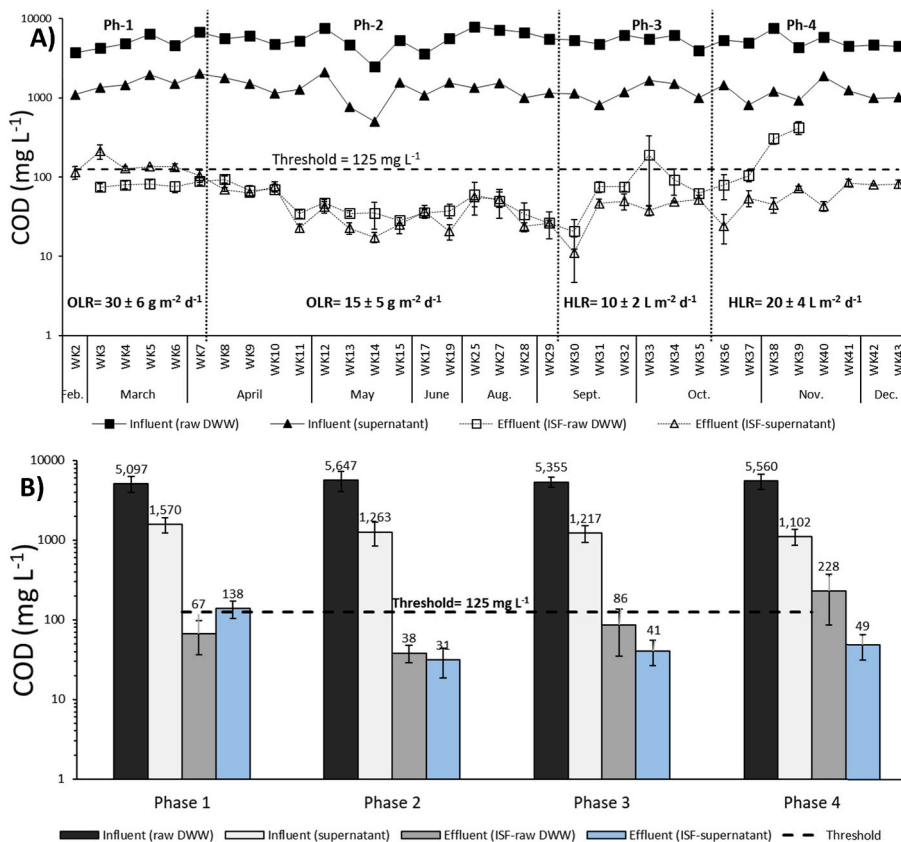 A)
Ph-1 Ph-2 Ph-3 Ph-4
10000
1000
100
10
1
COD (mg L-1)
Threshold = 125 mg L-1
OLR= 30 ± 6 g m-2 d-1 OLR= 15 ± 5 g m-2 d-1 HLR= 10 ± 2 L m-2 d-1 HLR= 20 ± 4 L m-2 d-1
WK2 WK3 WK4 WK5 WK6 WK7 WK8 WK9 WK10 WK11 WK12 WK13 WK14 WK15 WK17 WK19 WK25 WK27 WK28 WK29 WK30 WK31 WK32 WK33 WK34 WK35 WK36 WK37 WK38 WK39 WK40 WK41 WK42 WK43
Feb. March April May June Aug. Sept. Oct. Nov. Dec.
Influent (raw DWW) Influent (supernatant) Effluent (ISF-raw DWW) Effluent (ISF-supernatant)
B)
10000
1000
100
10
1
COD (mg L-1)
5,097 1,570 67 138
5,647 1,263 38 31
5,355 1,217 86 41
5,560 1,102 228 49
Threshold= 125 mg L-1
Phase 1 Phase 2 Phase 3 Phase 4
Influent (raw DWW) Influent (supernatant) Effluent (ISF-raw DWW) Effluent (ISF-supernatant) Threshold